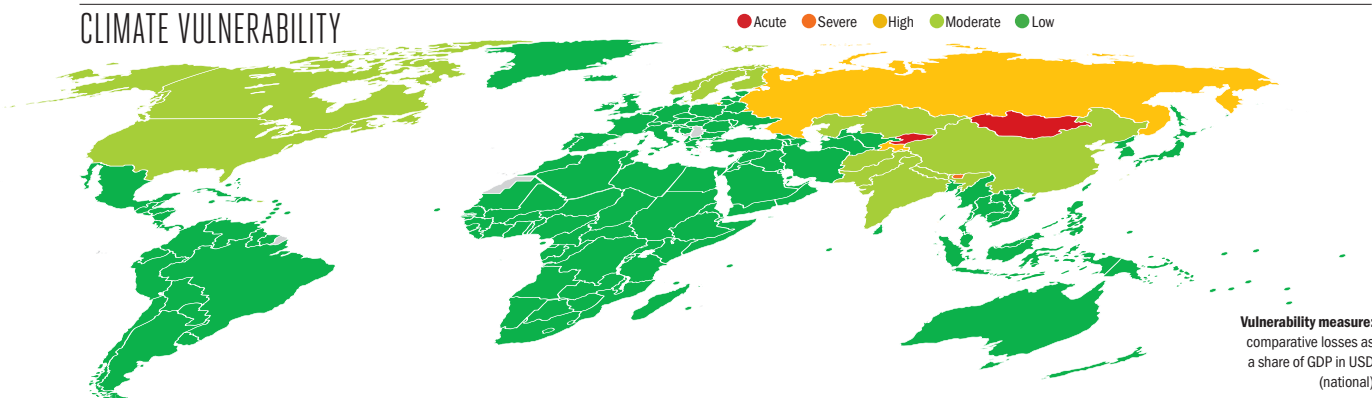 CLIMATE VULNERABILITY
Acute Severe High Moderate Low
Vulnerability measure:
comparative losses as
a share of GDP in USD
(national)